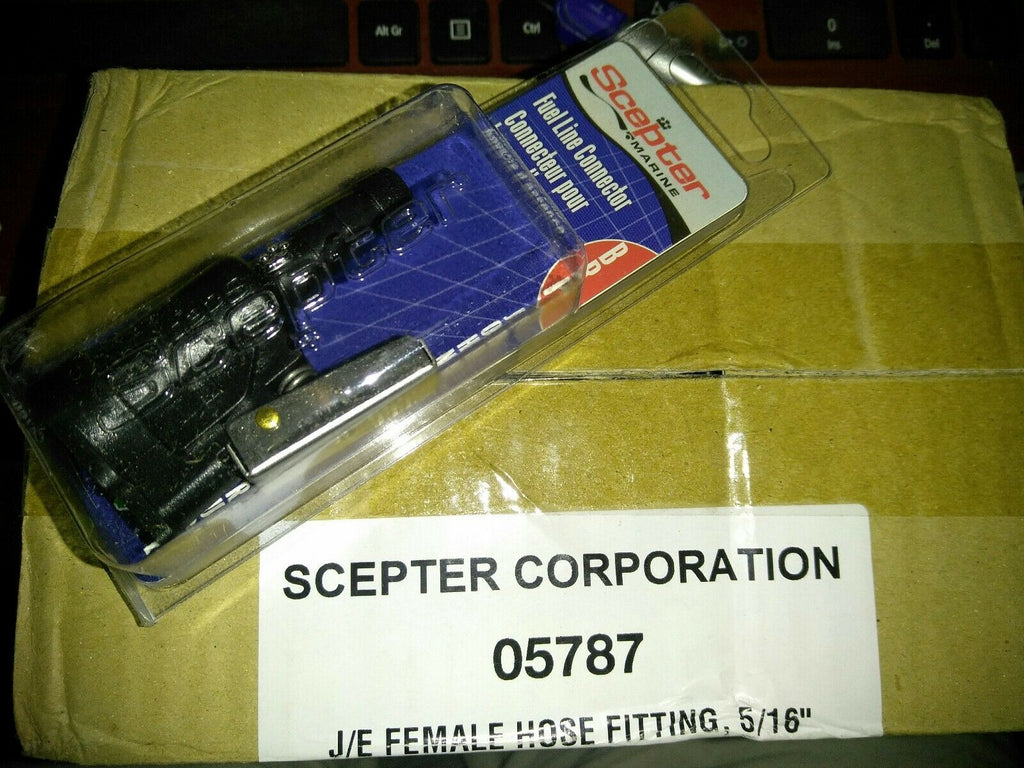 Alt Gr
Ctrl
0
Ins
.
Del
Scepter
MARINE
Fuel Line Connector
Connecteur pour
B
SCEPTER CORPORATION
05787
J/E FEMALE HOSE FITTING, 5/16"